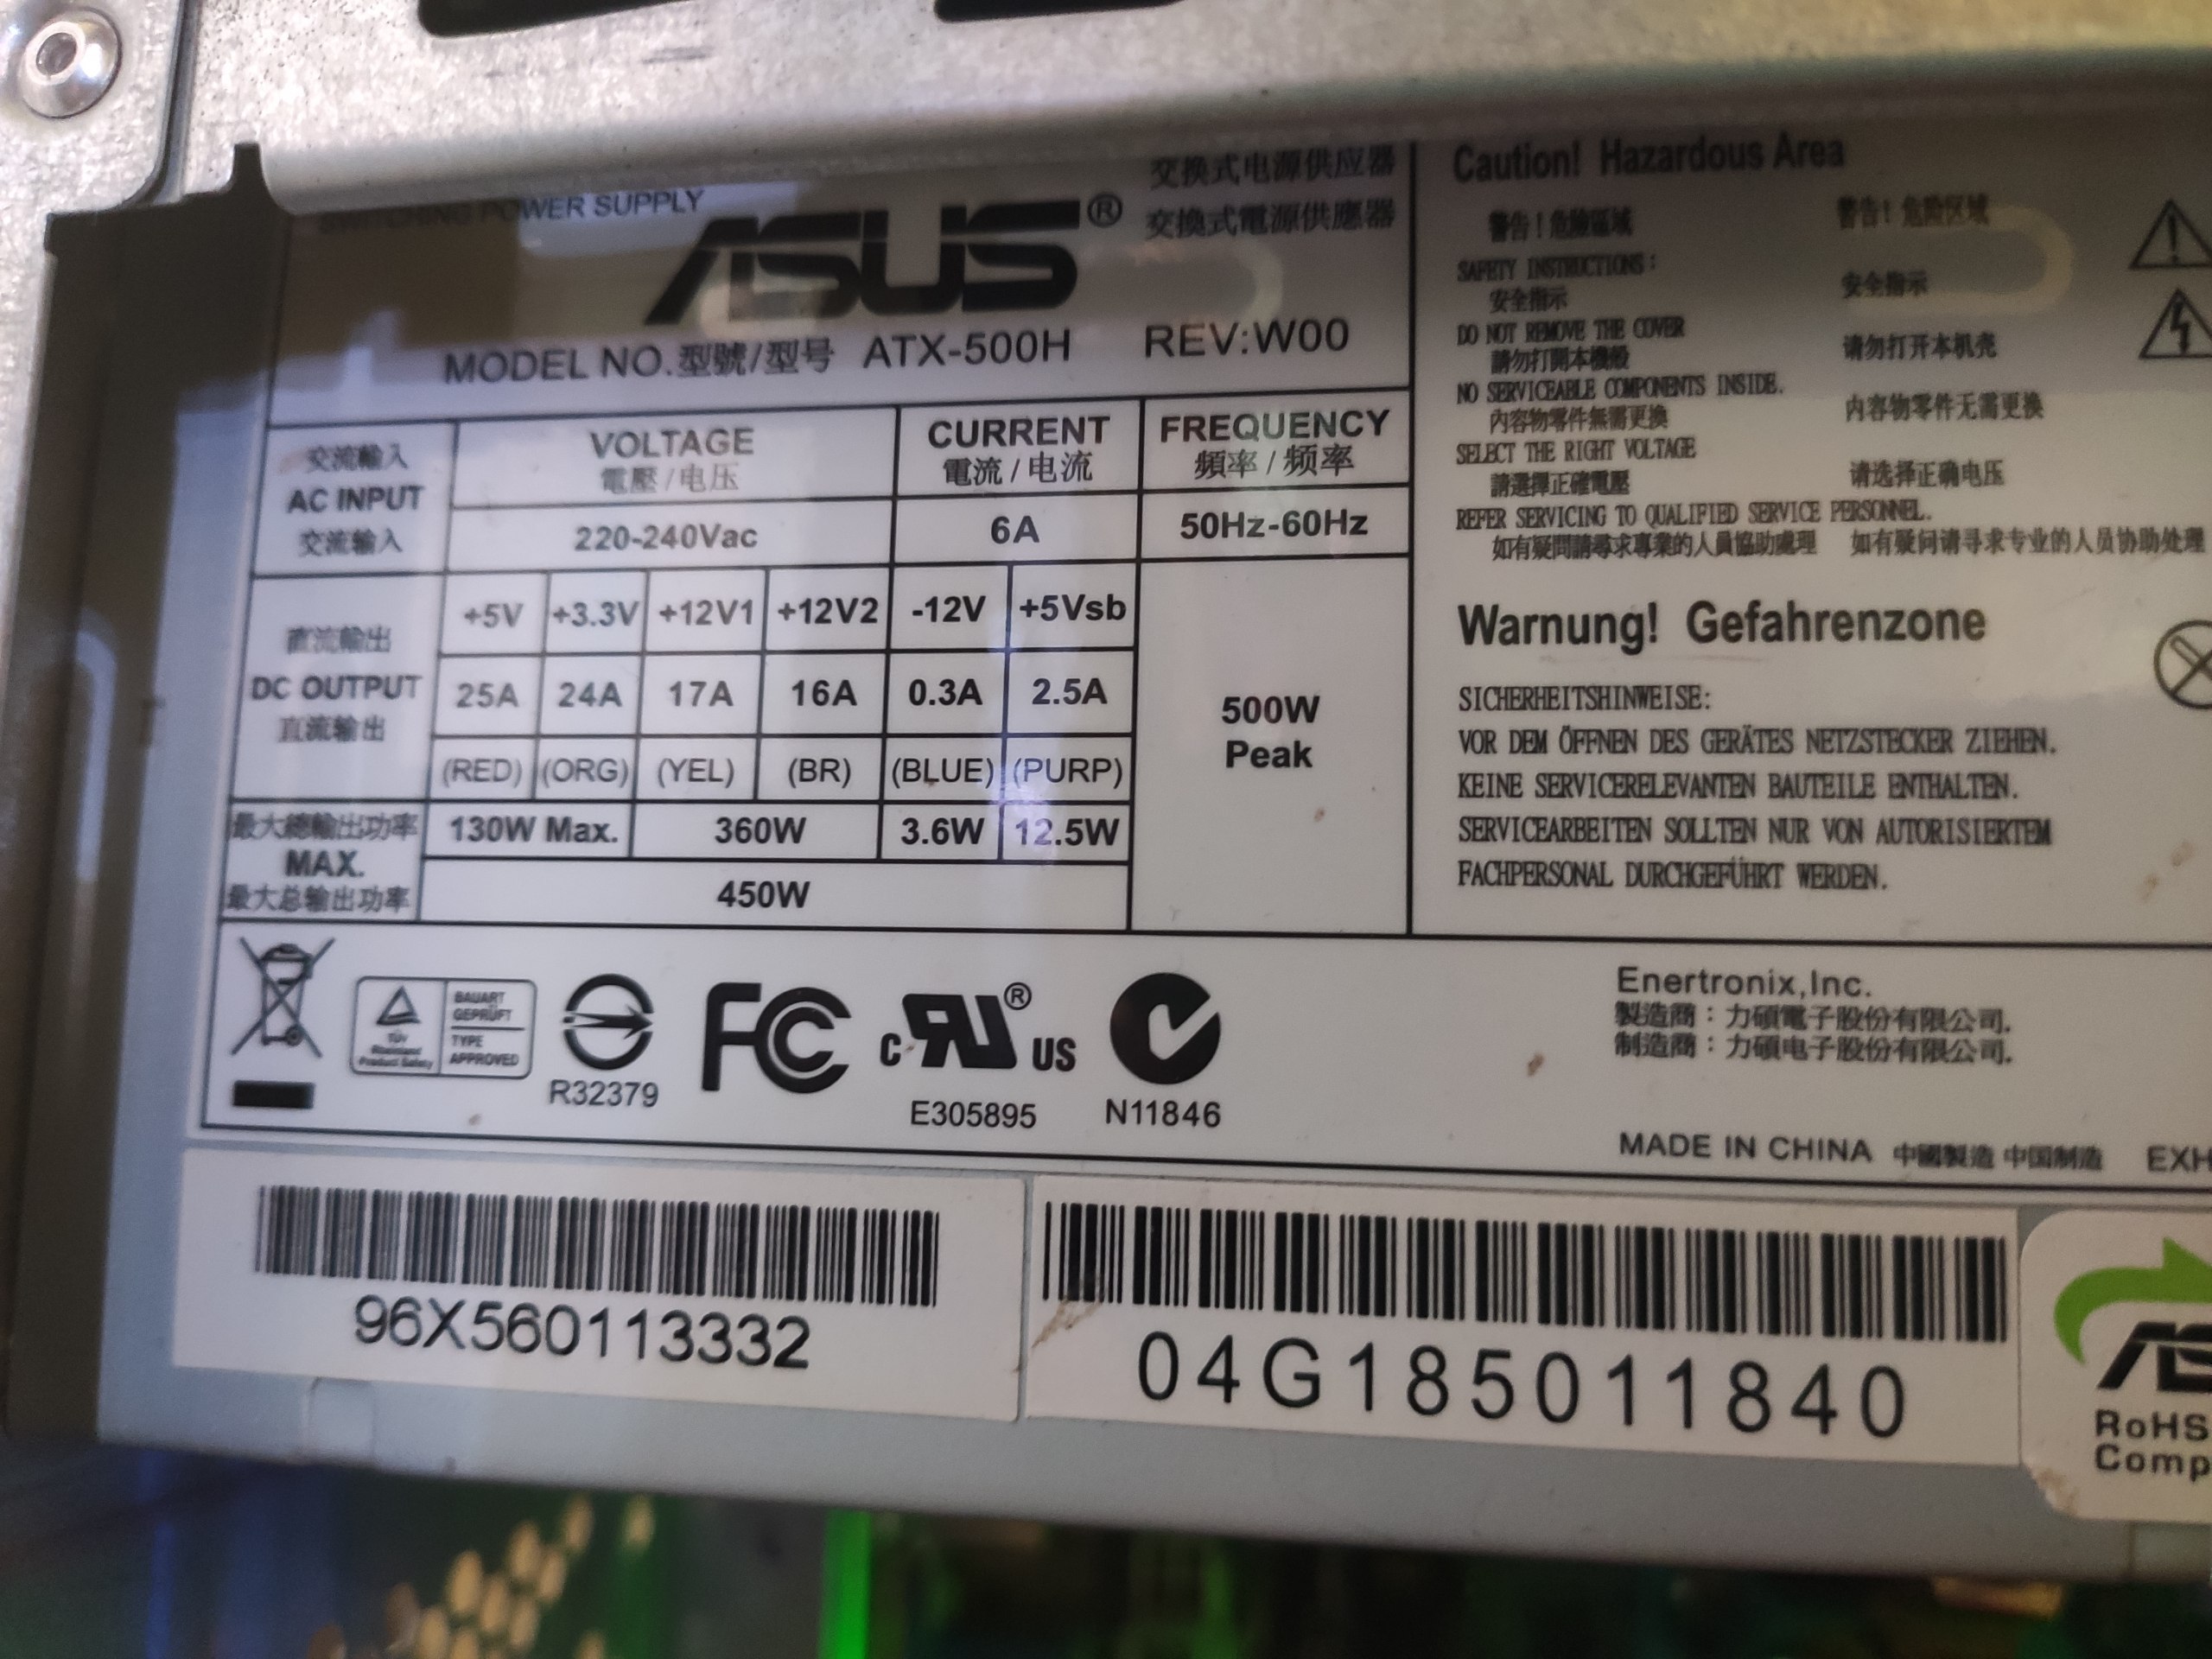 SWITCHING POWER SUPPLY
ASUS®
交换式电源供应器
交換式電源供應器
MODEL NO.型號/型号 ATX-500H REV:W00
交流輸入
AC INPUT
交流输入
VOLTAGE
電壓/电压
CURRENT
電流/电流
FREQUENCY
頻率/频率
220-240Vac 6A 50Hz-60Hz
直流輸出
DC OUTPUT
直流输出
+5V +3.3V +12V1 +12V2 -12V +5Vsb
25A 24A 17A 16A 0.3A 2.5A
(RED) (ORG) (YEL) (BR) (BLUE) (PURP)
500W
Peak
最大總輸出功率
MAX.
最大总输出功率
130W Max. 360W 3.6W 12.5W
450W
Caution! Hazardous Area
警告!危險區域 警告!危险区域
SAFETY INSTRUCTIONS:
安全指示 安全指示
DO NOT REMOVE THE COVER
請勿打開本機殼 请勿打开本机壳
NO SERVICEABLE COMPONENTS INSIDE.
內容物零件無需更換 内容物零件无需更换
SELECT THE RIGHT VOLTAGE
請選擇正確電壓 请选择正确电压
REFER SERVICING TO QUALIFIED SERVICE PERSONNEL.
如有疑問請尋求專業的人員協助處理 如有疑问请寻求专业的人员协助处理
Warnung! Gefahrenzone
SICHERHEITSHINWEISE:
VOR DEM ÖFFNEN DES GERÄTES NETZSTECKER ZIEHEN.
KEINE SERVICERELEVANTEN BAUTEILE ENTHALTEN.
SERVICEARBEITEN SOLLTEN NUR VON AUTORISIERTEM
FACHPERSONAL DURCHGEFÜHRT WERDEN.
TÜV
Rheinland
Product Safety
BAUART
GEPRÜFT
TYPE
APPROVED
R32379
FC
c RU® US
E305895
N11846
Enertronix,Inc.
製造商：力碩電子股份有限公司.
制造商：力碩电子股份有限公司.
MADE IN CHINA 中國製造 中国制造 EXH
96X560113332
04G185011840
AS
RoHS
Comp